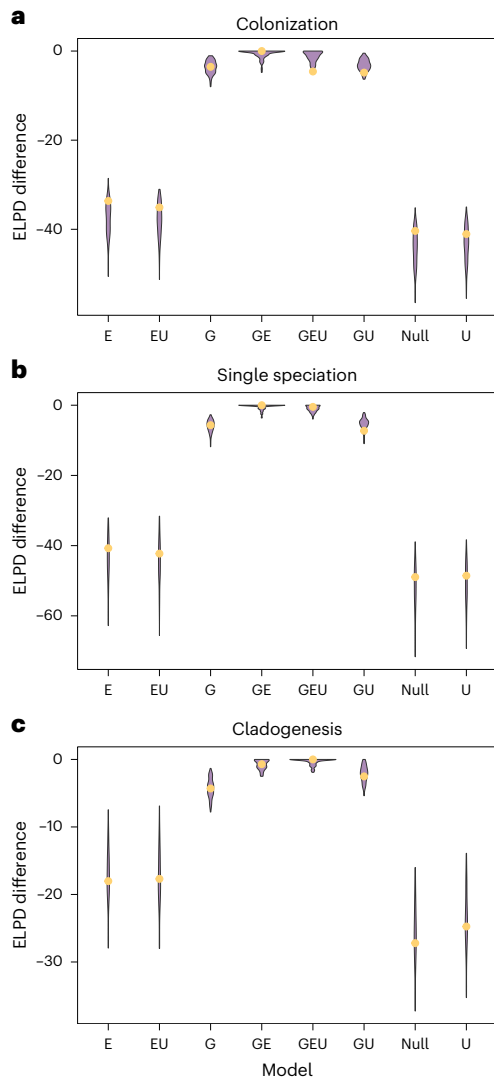 a
Colonization
ELPD difference
0
−20
−40
E EU G GE GEU GU Null U
b
Single speciation
ELPD difference
0
−20
−40
−60
E EU G GE GEU GU Null U
c
Cladogenesis
ELPD difference
0
−10
−20
−30
E EU G GE GEU GU Null U
Model